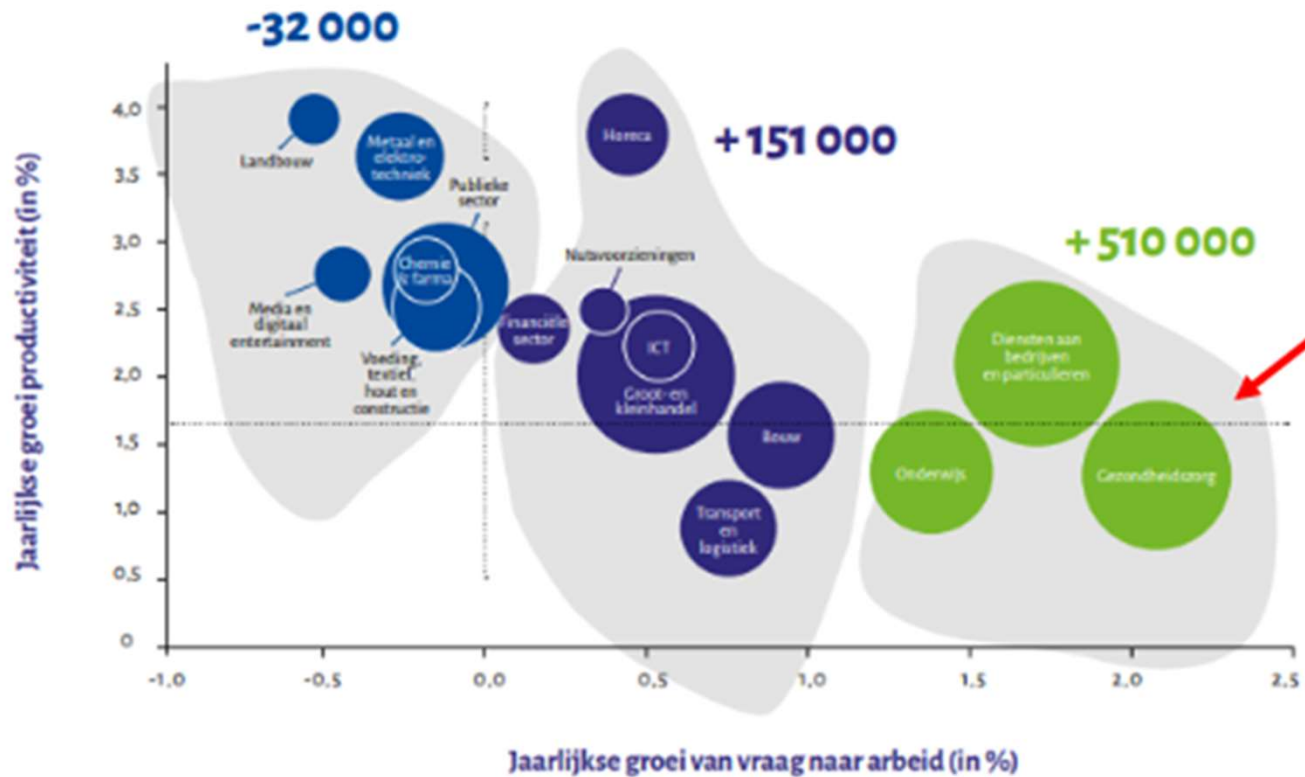 -32 000
+ 151 000
+ 510 000
Jaarlijkse groei productiviteit (in %)
4,0
3,5
3,0
2,5
2,0
1,5
1,0
0,5
0
Landbouw
Metaal en
elektro-
techniek
Publieke
sector
Chemie
& farma
Media en
digitaal
entertainment
Voeding,
textiel,
hout en
constructie
Horeca
Nutsvoorzieningen
Financiële
sector
ICT
Groot- en
kleinhandel
Bouw
Transport
en
logistiek
Diensten aan
bedrijven
en particulieren
Onderwijs
Gezondheidszorg
-1,0
-0,5
0,0
0,5
1,0
1,5
2,0
2,5
Jaarlijkse groei van vraag naar arbeid (in %)